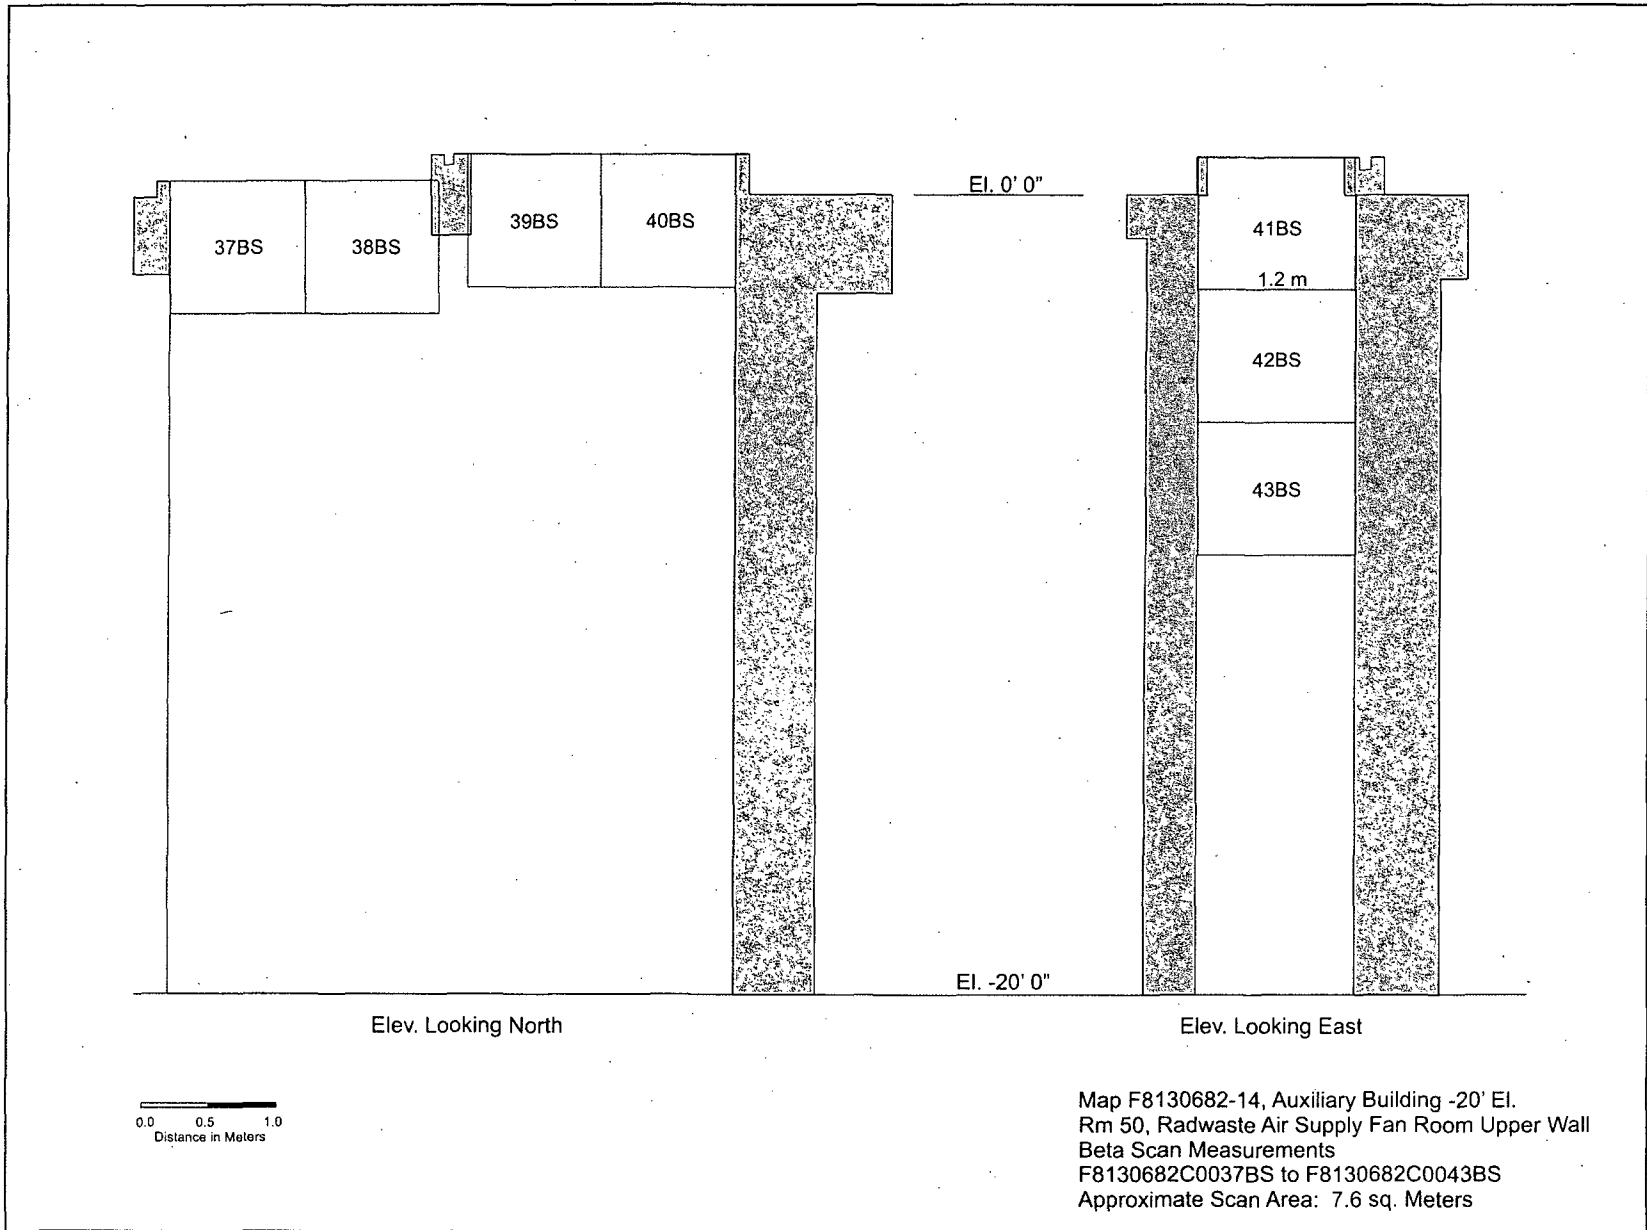 El. 0' 0"
37BS
38BS
39BS
40BS
41BS
1.2 m
42BS
43BS
El. -20' 0"
Elev. Looking North
Elev. Looking East
0.0 0.5 1.0
Distance in Meters
Map F8130682-14, Auxiliary Building -20' El.
Rm 50, Radwaste Air Supply Fan Room Upper Wall
Beta Scan Measurements
F8130682C0037BS to F8130682C0043BS
Approximate Scan Area: 7.6 sq. Meters